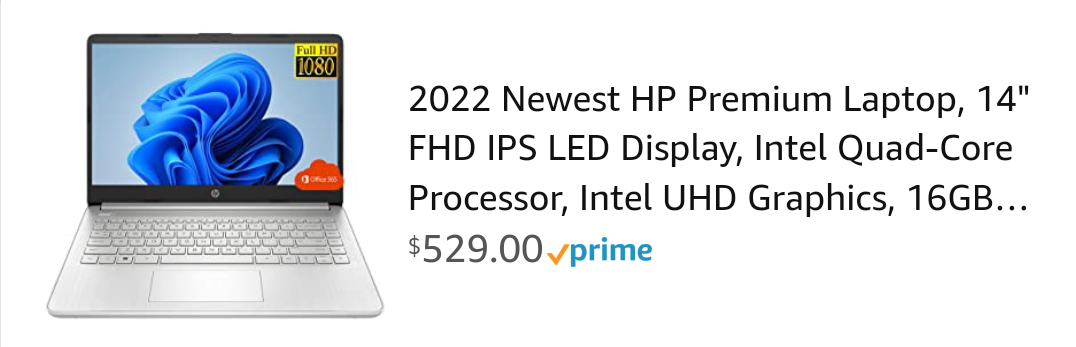 Full HD
1080
Office 365
hp
2022 Newest HP Premium Laptop, 14"
FHD IPS LED Display, Intel Quad-Core
Processor, Intel UHD Graphics, 16GB...
$529.00 prime